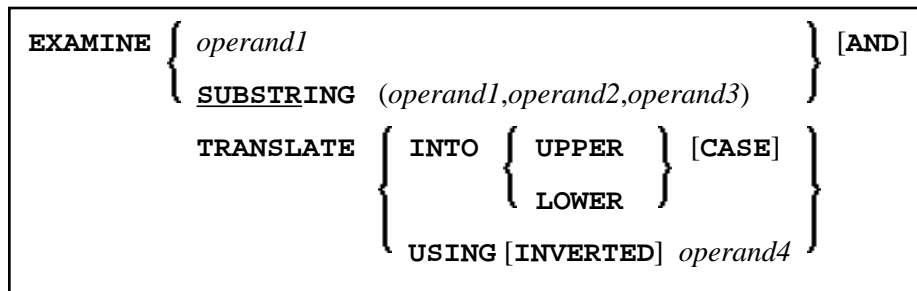 EXAMINE operand1 [AND]
SUBSTRING (operand1,operand2,operand3)
TRANSLATE INTO UPPER [CASE]
LOWER
USING [INVERTED] operand4